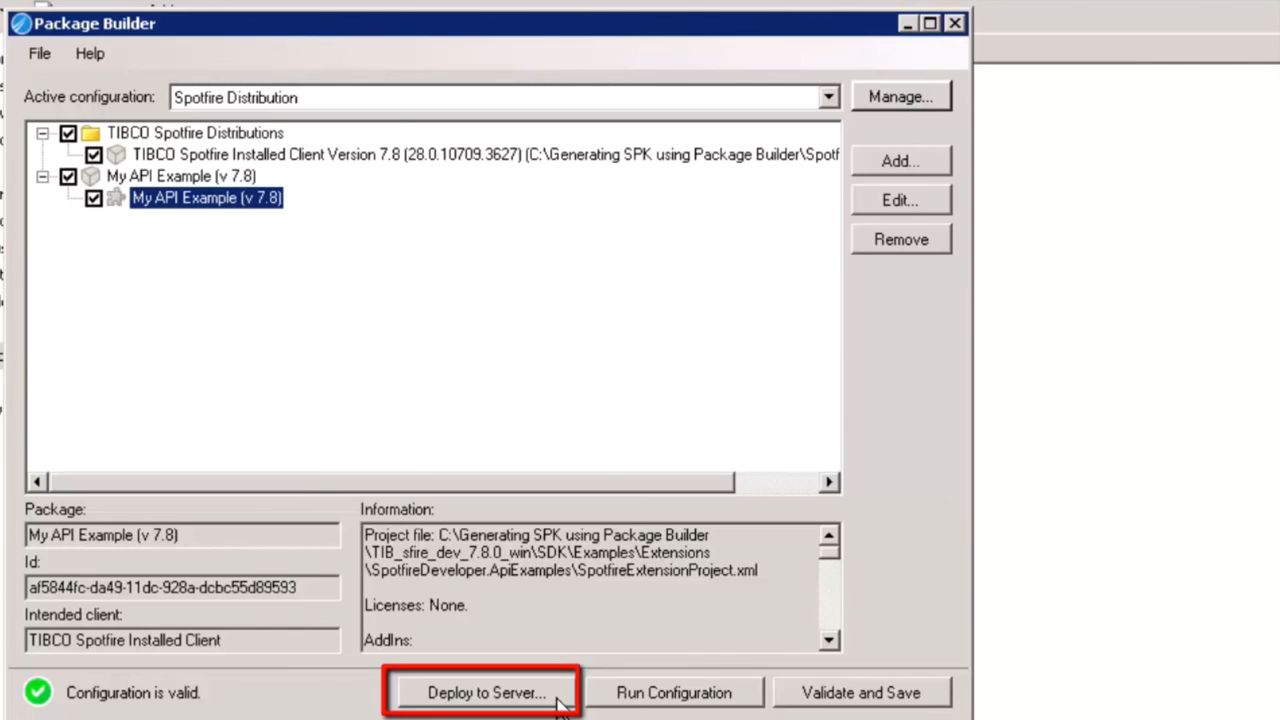 Package Builder
File Help
Active configuration: Spotfire Distribution
Manage...
TIBCO Spotfire Distributions
TIBCO Spotfire Installed Client Version 7.8 (28.0.10709.3627) (C:\Generating SPK using Package Builder\Spotf
Add...
My API Example (v 7.8)
My API Example (v 7.8)
Edit...
Remove
Package:
My API Example (v 7.8)
Id:
af5844fc-da49-11dc-928a-dcbc55d89593
Intended client:
TIBCO Spotfire Installed Client
Information:
Project file: C:\Generating SPK using Package Builder
\TIB_sfire_dev_7.8.0_win\SDK\Examples\Extensions
\SpotfireDeveloper.ApiExamples\SpotfireExtensionProject.xml
Licenses: None.
AddIns:
Configuration is valid.
Deploy to Server...
Run Configuration
Validate and Save